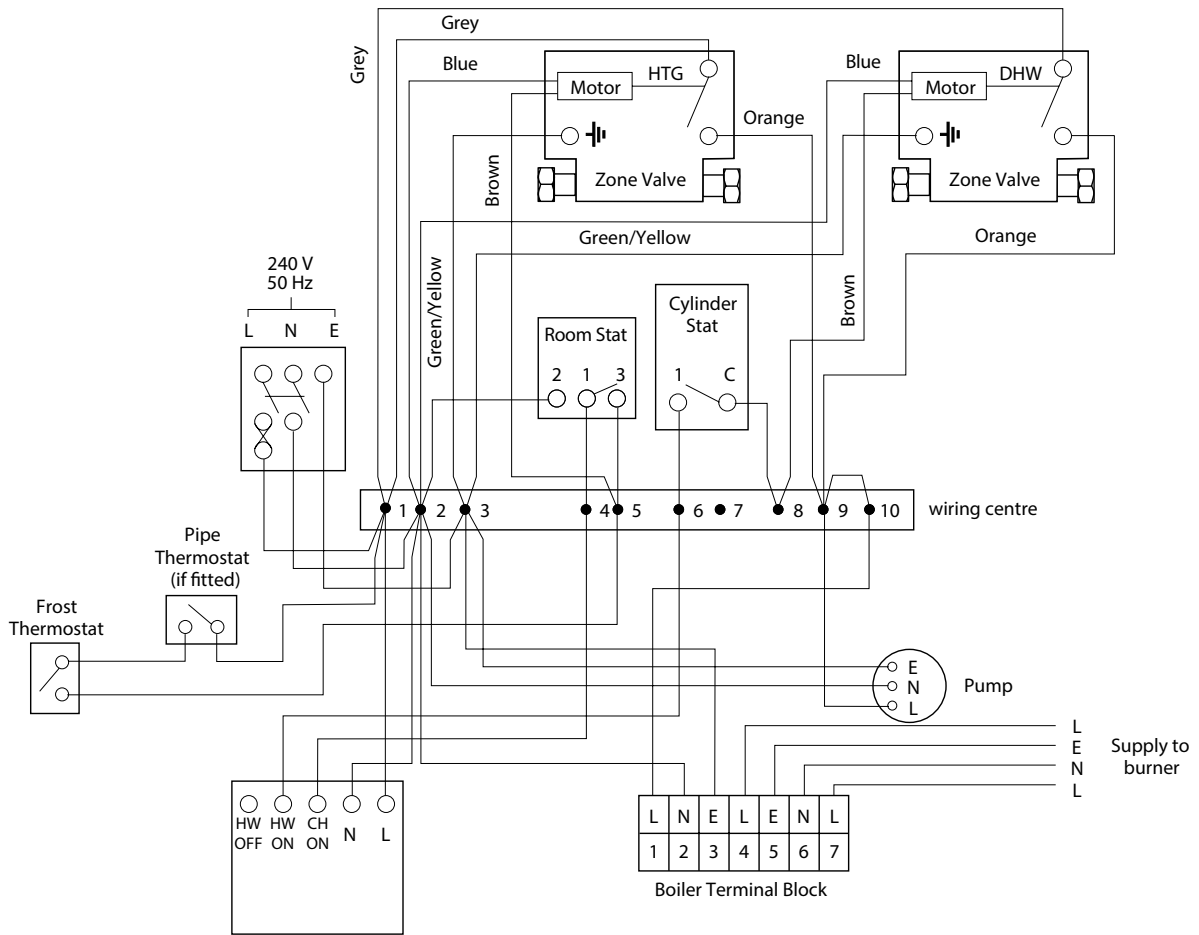 Grey
Grey
Blue
HTG
Motor
Orange
Brown
Zone Valve
Blue
DHW
Motor
Zone Valve
Green/Yellow
Orange
Green/Yellow
Brown
240 V
50 Hz
L N E
Room Stat
2 1 3
Cylinder
Stat
1 C
1 2 3 4 5 6 7 8 9 10
wiring centre
Pipe
Thermostat
(if fitted)
Frost
Thermostat
E
N
L
Pump
L
E
N
L
Supply to
burner
HW
OFF
HW
ON
CH
ON
N
L
L N E L E N L
1 2 3 4 5 6 7
Boiler Terminal Block